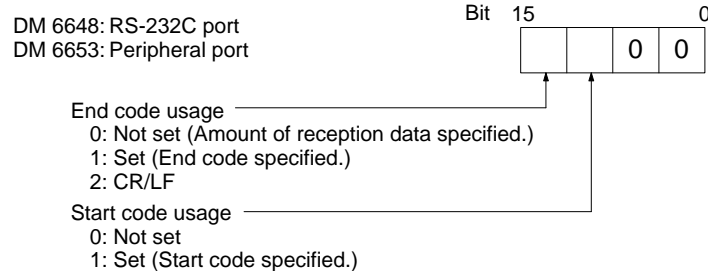 DM 6648: RS-232C port
DM 6653: Peripheral port
Bit 15 0
0 0
End code usage
0: Not set (Amount of reception data specified.)
1: Set (End code specified.)
2: CR/LF
Start code usage
0: Not set
1: Set (Start code specified.)